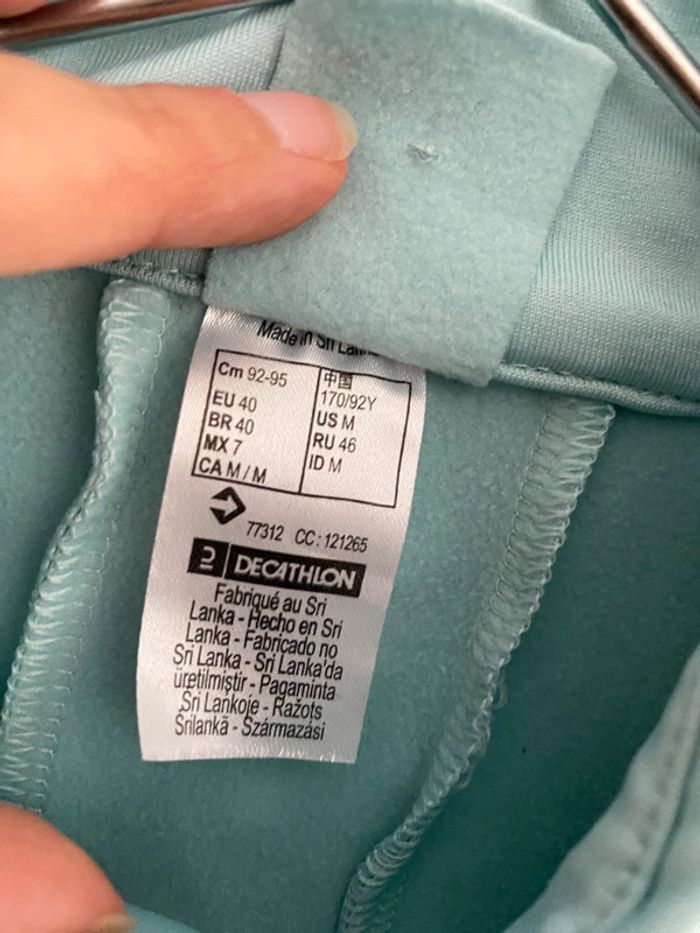 Made in Sri Lanka
Cm 92-95
EU 40
BR 40
MX 7
CA M / M
中国
170/92Y
US M
RU 46
ID M
77312 CC : 121265
DECATHLON
Fabriqué au Sri
Lanka - Hecho en Sri
Lanka - Fabricado no
Sri Lanka - Sri Lanka'da
üretilmiştir - Pagaminta
Šri Lankoje - Ražots
Šrilankā - Származási